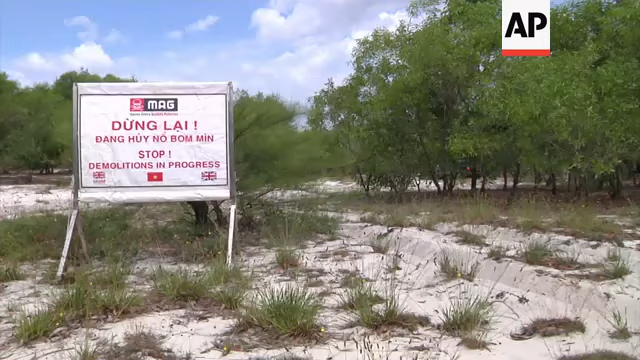 AP
MAG
DỪNG LẠI !
ĐANG HỦY NỔ BOM MÌN
STOP !
DEMOLITIONS IN PROGRESS